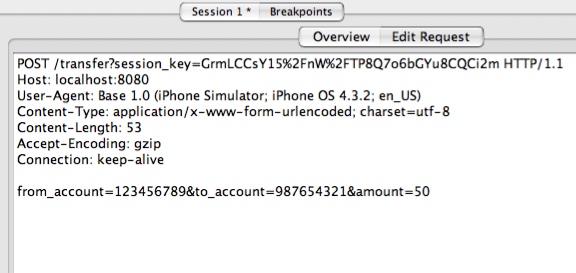 Session 1 * Breakpoints
Overview Edit Request
POST /transfer?session_key=GrmLCCsY15%2FnW%2FTP8Q7o6bGYu8CQCi2m HTTP/1.1
Host: localhost:8080
User-Agent: Base 1.0 (iPhone Simulator; iPhone OS 4.3.2; en_US)
Content-Type: application/x-www-form-urlencoded; charset=utf-8
Content-Length: 53
Accept-Encoding: gzip
Connection: keep-alive
from_account=123456789&to_account=987654321&amount=50